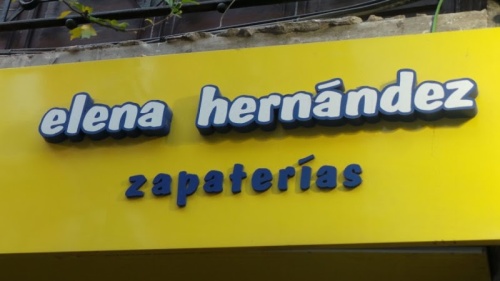 elena hernández
zapaterías